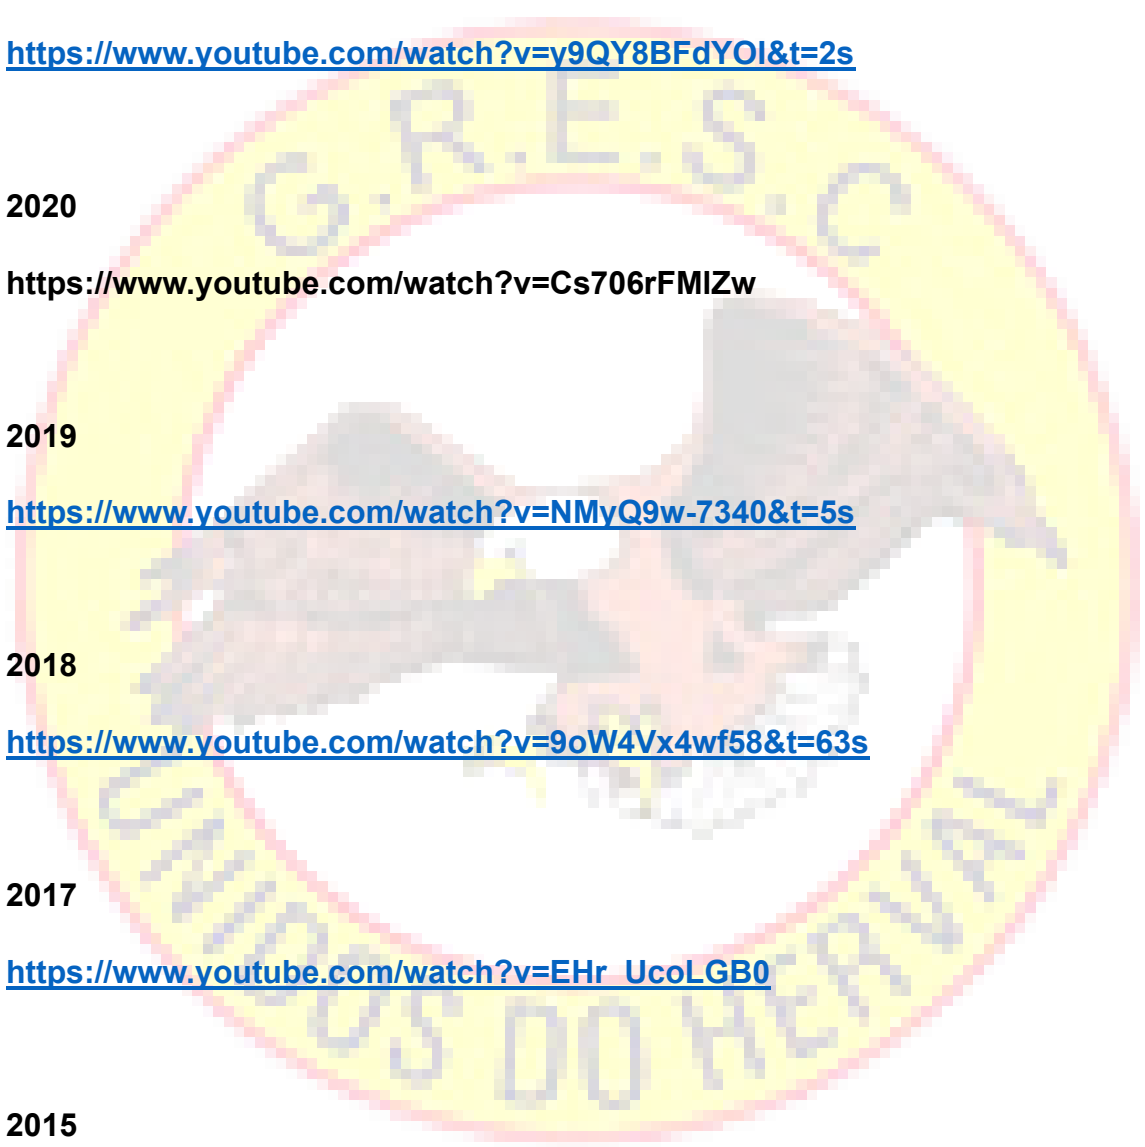 https://www.youtube.com/watch?v=y9QY8BFdYOI&t=2s
G.R.E.S.C
2020
https://www.youtube.com/watch?v=Cs706rFMlZw
2019
https://www.youtube.com/watch?v=NMyQ9w-7340&t=5s
2018
https://www.youtube.com/watch?v=9oW4Vx4wf58&t=63s
2017
https://www.youtube.com/watch?v=EHr_UcoLGB0
UNIDOS DO HERVAL
2015